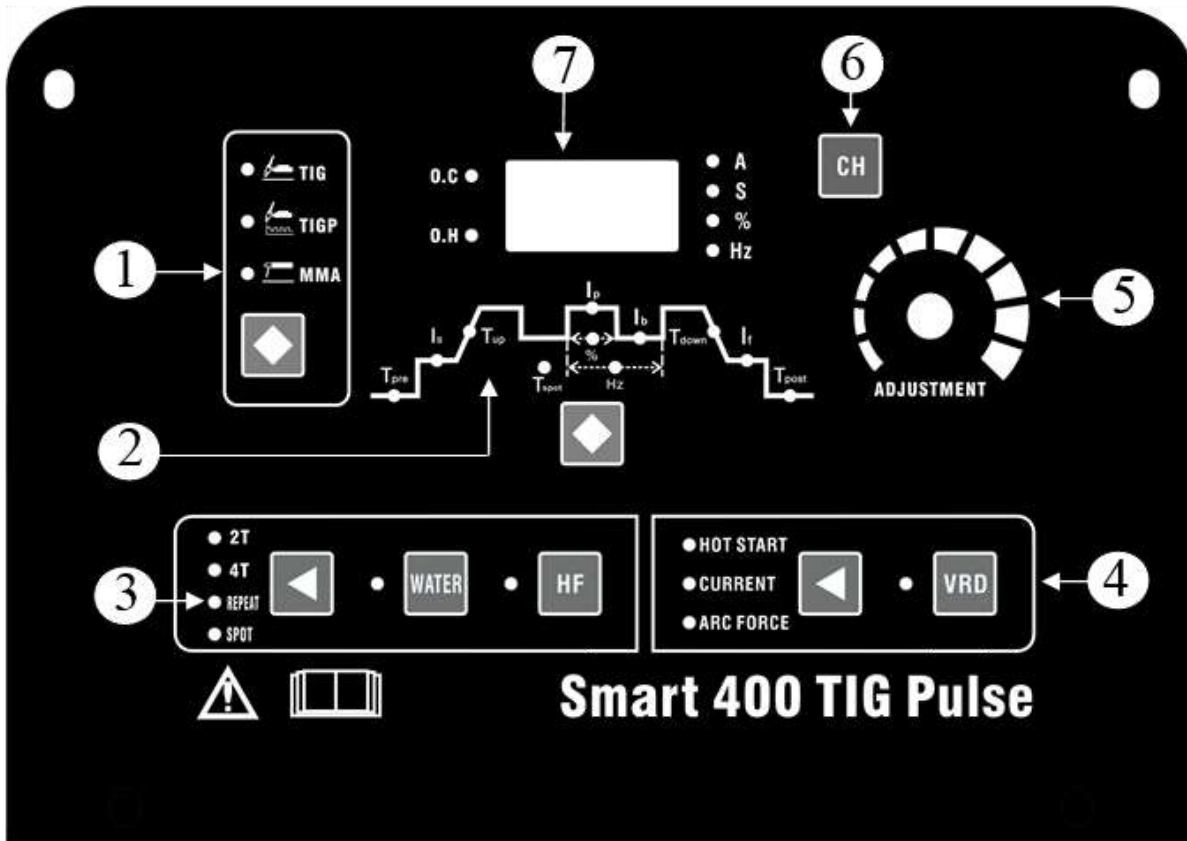 7
6
TIG
TIGP
MMA
1
O.C
O.H
A
S
%
Hz
CH
5
ADJUSTMENT
Tpre
Is
Tup
Tspot
Ip
%
Hz
Ib
Tdown
If
Tpost
2
3
2T
4T
REPEAT
SPOT
WATER
HF
HOT START
CURRENT
ARC FORCE
VRD
4
Smart 400 TIG Pulse